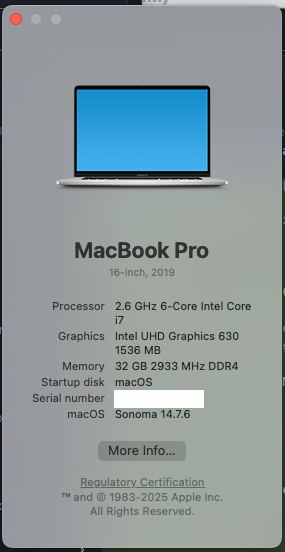 MacBook Pro
16-inch, 2019
Processor 2.6 GHz 6-Core Intel Core
i7
Graphics Intel UHD Graphics 630
1536 MB
Memory 32 GB 2933 MHz DDR4
Startup disk macOS
Serial number
macOS Sonoma 14.7.6
More Info...
Regulatory Certification
™ and © 1983-2025 Apple Inc.
All Rights Reserved.